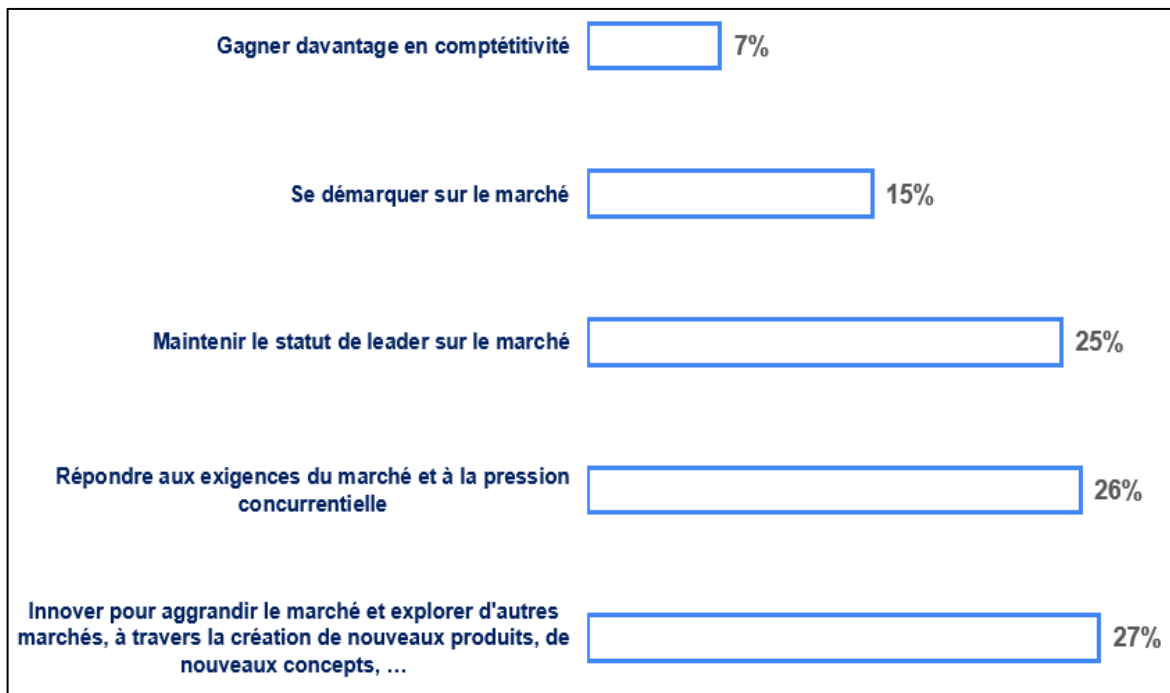 Gagner davantage en comptétitivité
7%
Se démarquer sur le marché
15%
Maintenir le statut de leader sur le marché
25%
Répondre aux exigences du marché et à la pression
concurrentielle
26%
Innover pour aggrandir le marché et explorer d'autres
marchés, à travers la création de nouveaux produits, de
nouveaux concepts, ...
27%